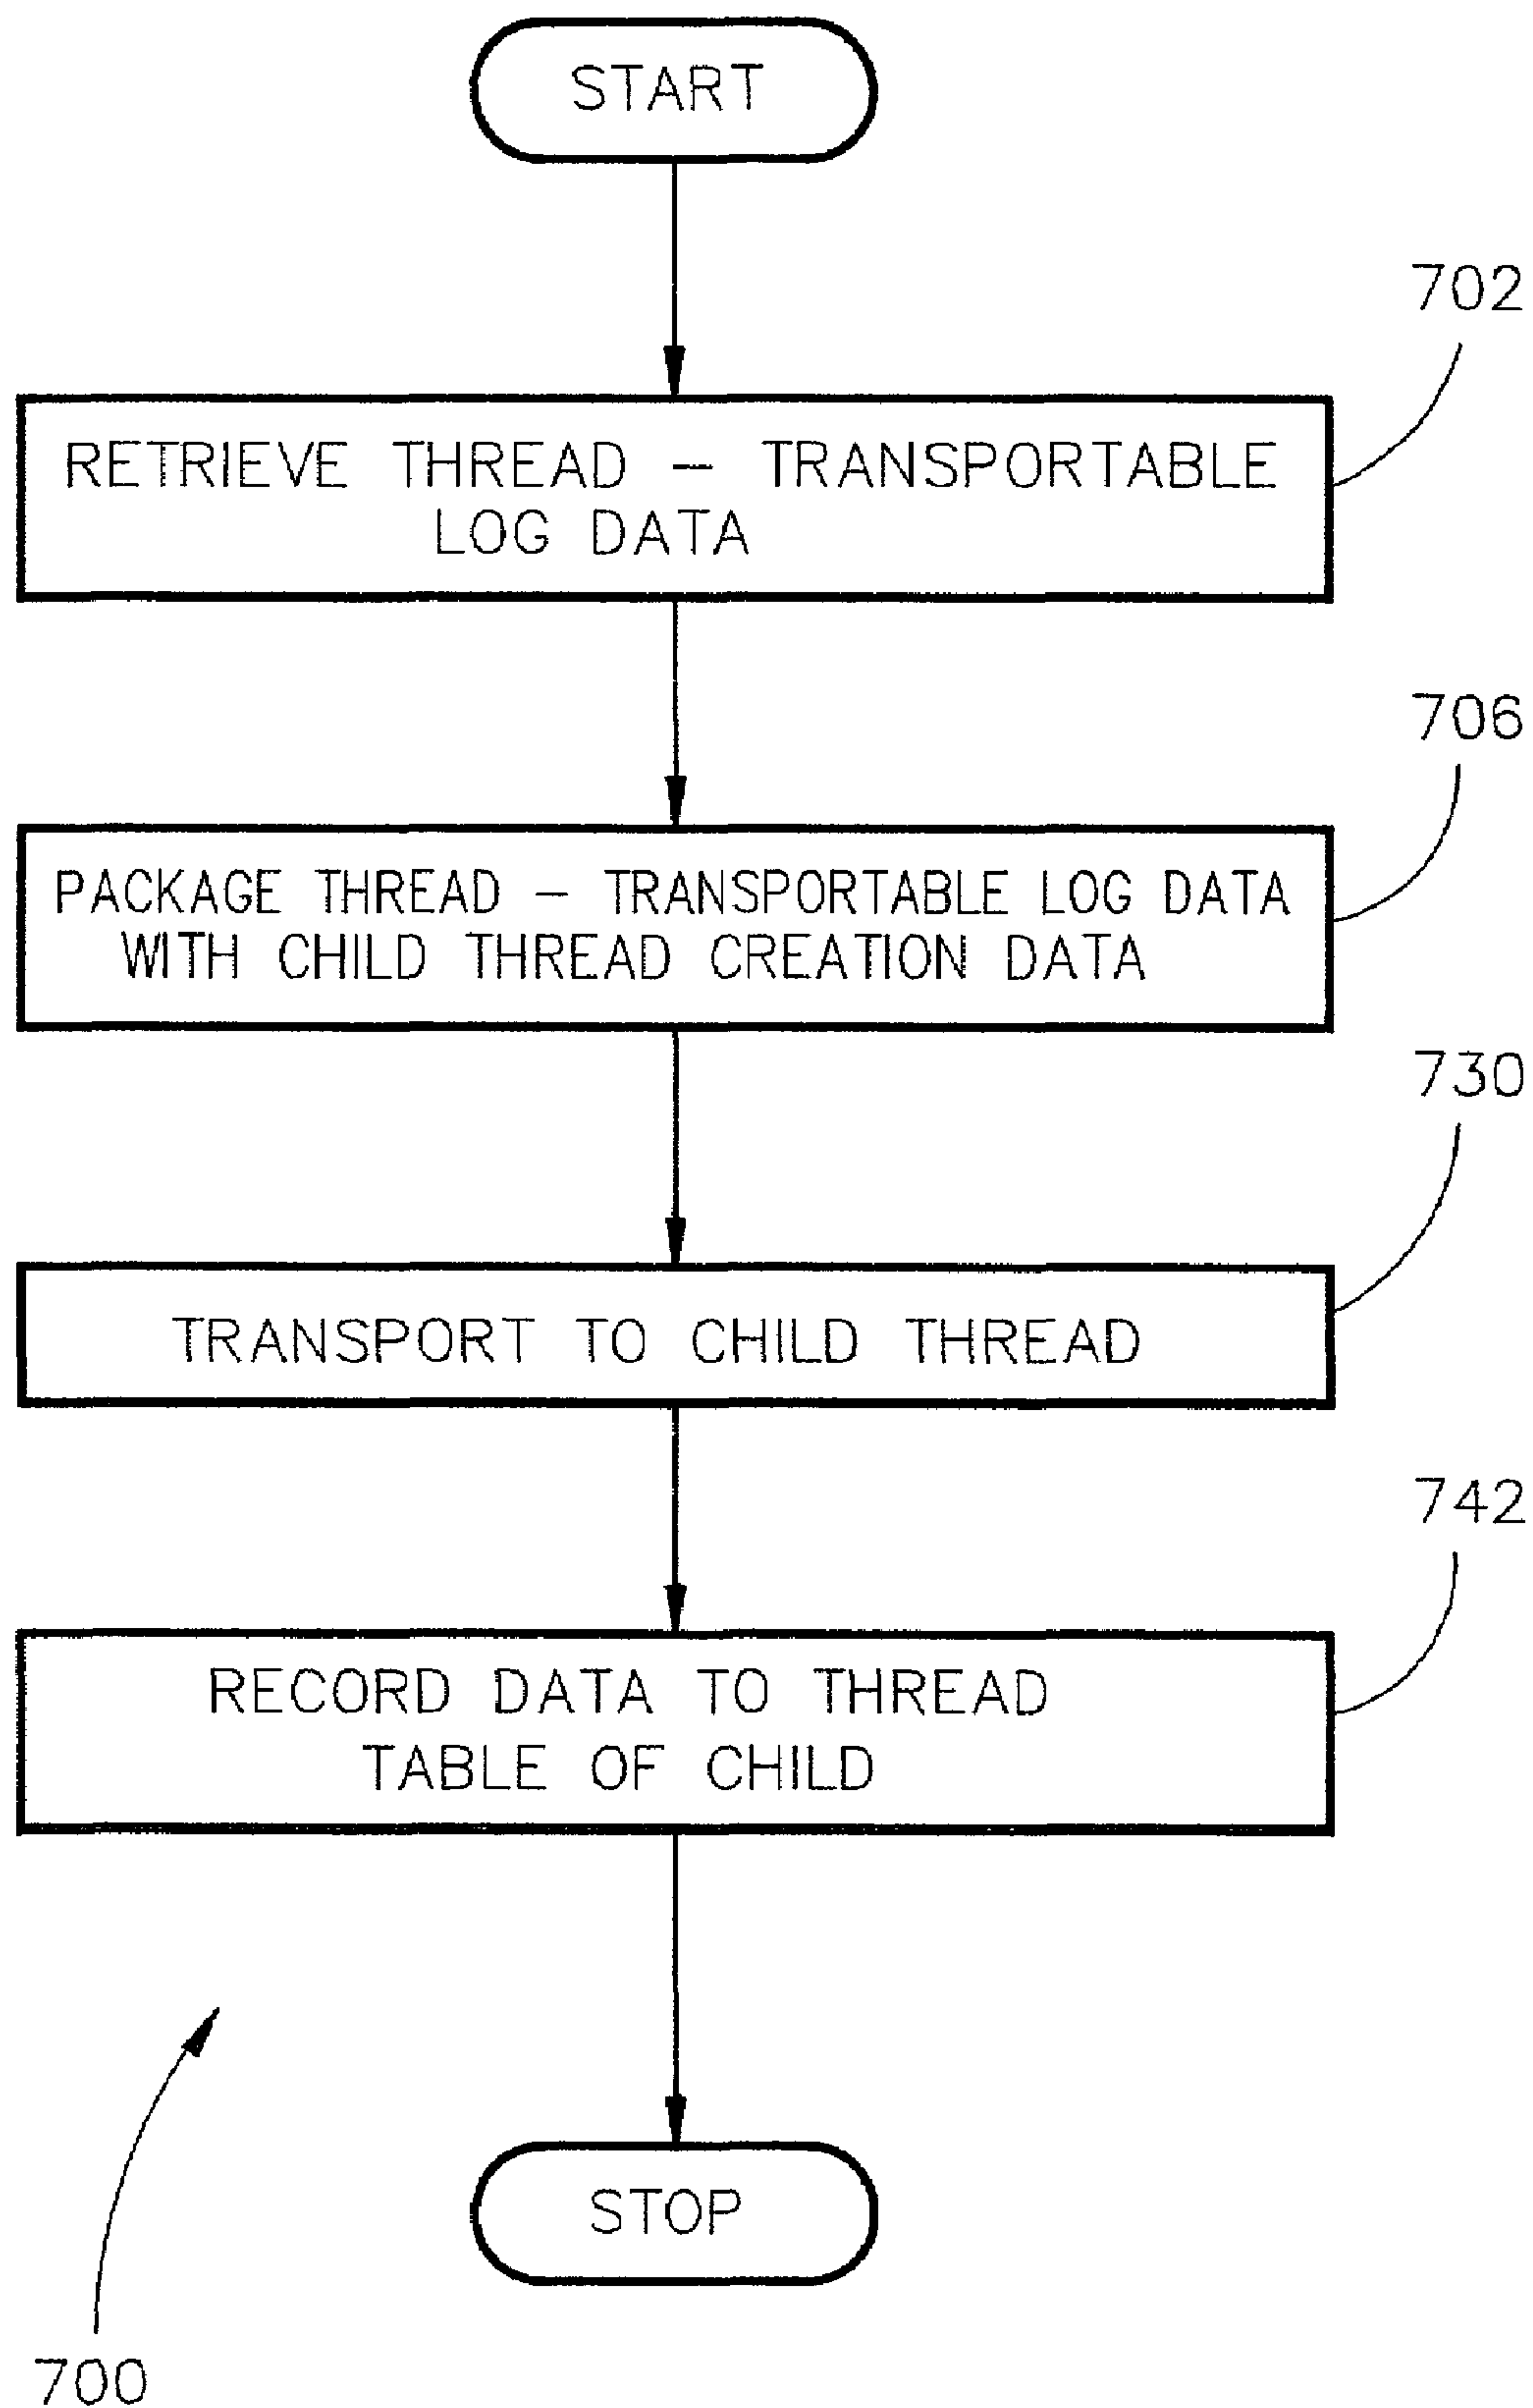 START
702
RETRIEVE THREAD - TRANSPORTABLE
LOG DATA
706
PACKAGE THREAD - TRANSPORTABLE LOG DATA
WITH CHILD THREAD CREATION DATA
730
TRANSPORT TO CHILD THREAD
742
RECORD DATA TO THREAD
TABLE OF CHILD
STOP
700